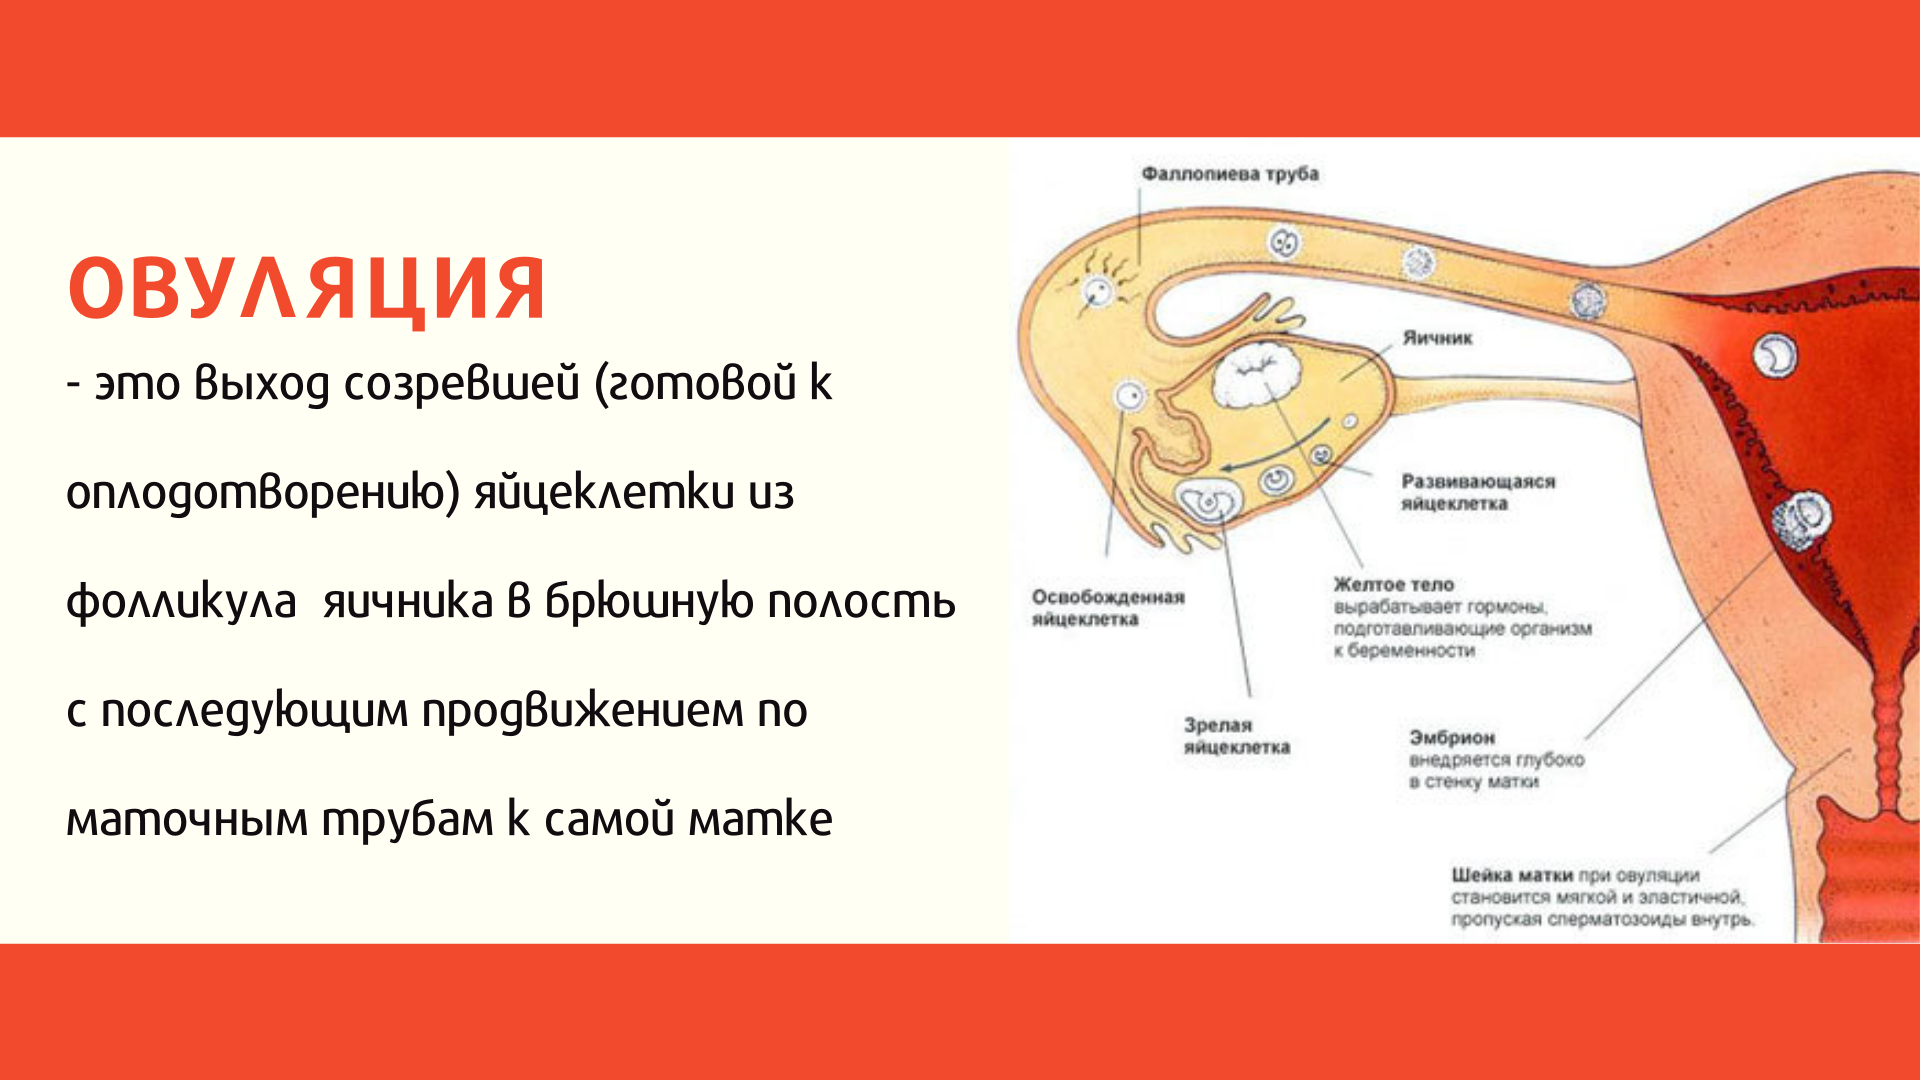 ОВУЛЯЦИЯ
- это выход созревшей (готовой к
оплодотворению) яйцеклетки из
фолликула яичника в брюшную полость
с последующим продвижением по
маточным трубам к самой матке
Фаллопиева труба
Яичник
Развивающаяся
яйцеклетка
Освобожденная
яйцеклетка
Желтое тело
вырабатывает гормоны,
подготавливающие организм
к беременности
Зрелая
яйцеклетка
Эмбрион
внедряется глубоко
в стенку матки
Шейка матки при овуляции
становится мягкой и эластичной,
пропуская сперматозоиды внутрь.